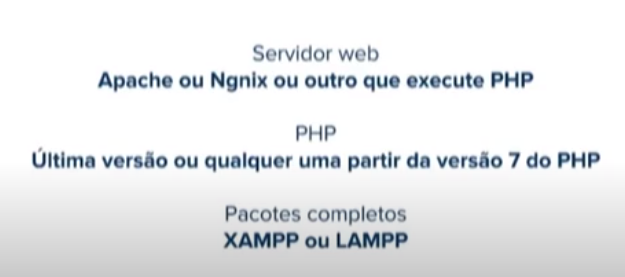 Servidor web
Apache ou Ngnix ou outro que execute PHP
PHP
Última versão ou qualquer uma partir da versão 7 do PHP
Pacotes completos
XAMPP ou LAMPP